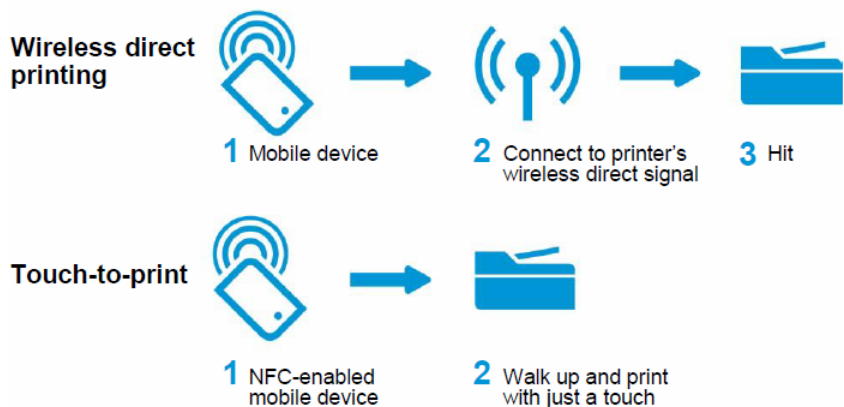 Wireless direct
printing
1 Mobile device
2 Connect to printer's
wireless direct signal
3 Hit
Touch-to-print
1 NFC-enabled
mobile device
2 Walk up and print
with just a touch